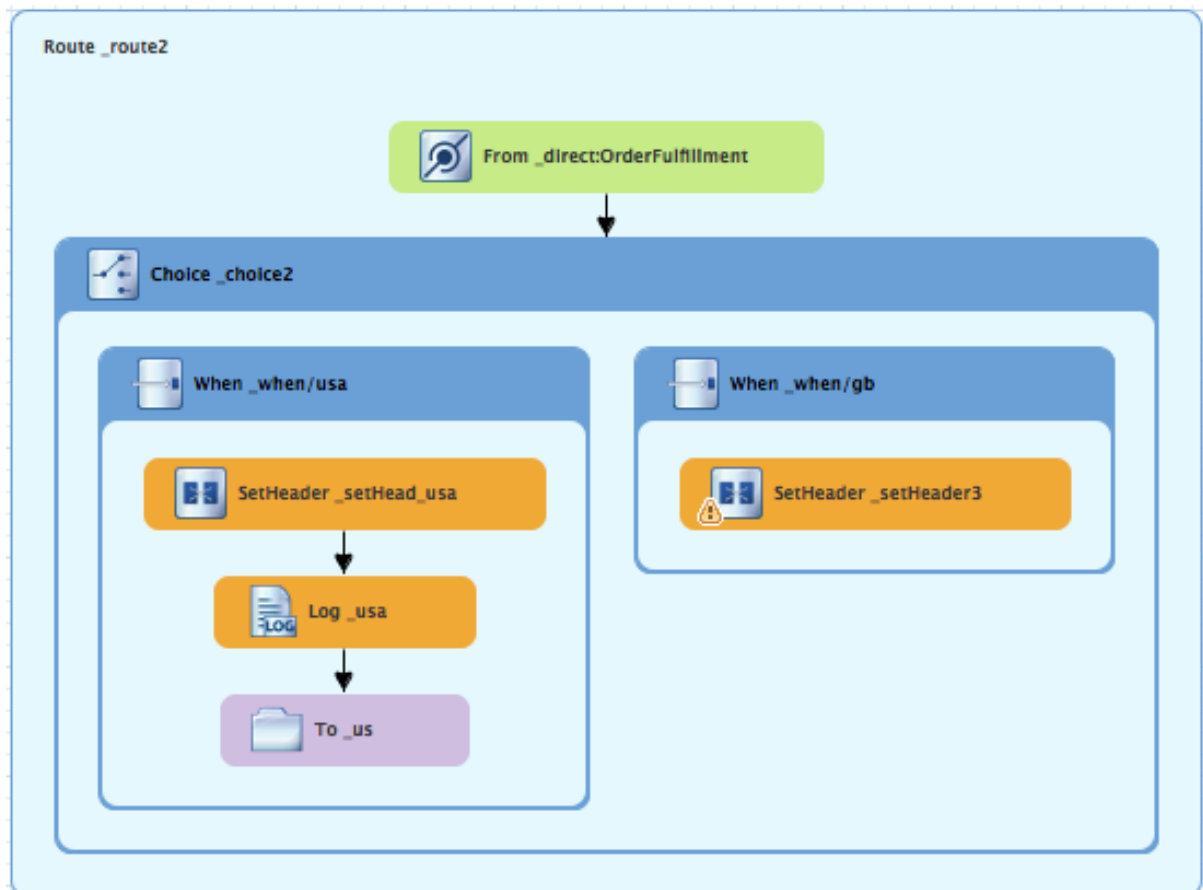 Route _route2
From _direct:OrderFulfillment
Choice _choice2
When _when/usa
When _when/gb
SetHeader _setHead_usa
SetHeader _setHeader3
Log _usa
LOG
To _us